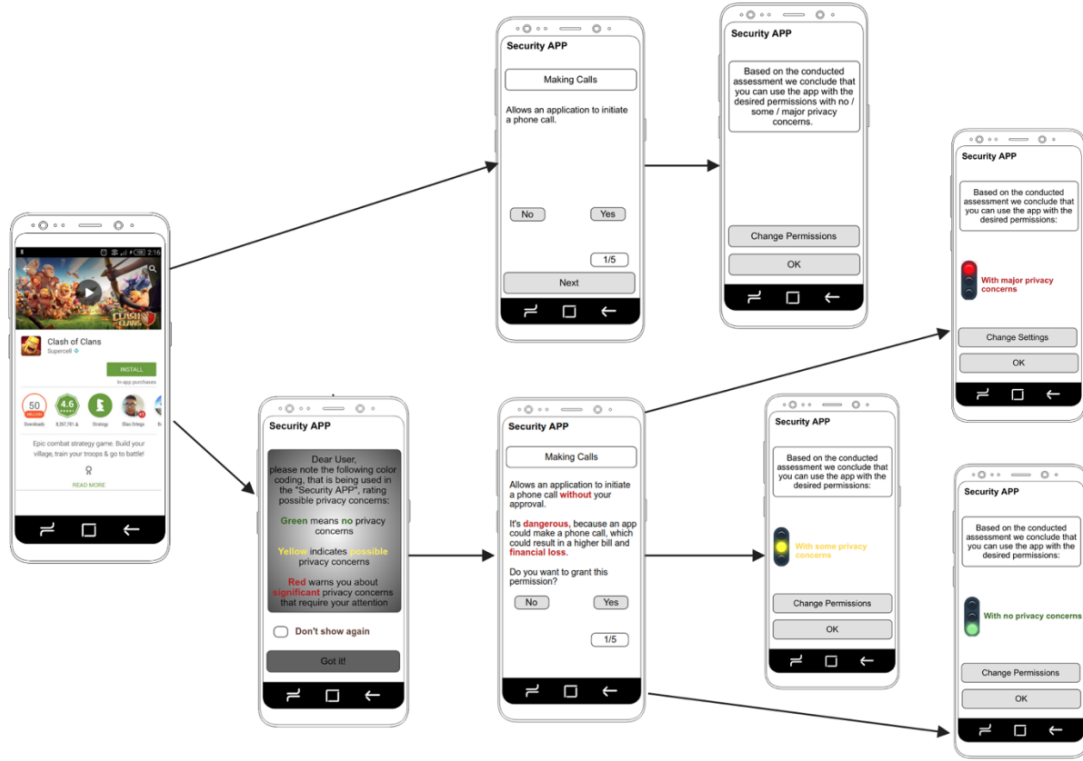 Security APP
Making Calls
Allows an application to initiate
a phone call.
No
Yes
1/5
Next
Security APP
Based on the conducted
assessment we conclude that
you can use the app with the
desired permissions with no /
some / major privacy
concerns.
Change Permissions
OK
2:16
CLASH OF CLANS
Clash of Clans
Supercell
INSTALL
In-app purchases
50
MILLION
Downloads
4.6
Strategy
Epic combat strategy game. Build your
village, train your troops & go to battle!
READ MORE
Security APP
Dear User,
please note the following color
coding, that is being used in
the "Security APP", rating
possible privacy concerns:
Green means no privacy
concerns
Yellow indicates possible
privacy concerns
Red warns you about
significant privacy concerns
that require your attention
Don't show again
Got it!
Security APP
Making Calls
Allows an application to initiate
a phone call without your
approval.
It's dangerous, because an app
could make a phone call, which
could result in a higher bill and
financial loss.
Do you want to grant this
permission?
No
Yes
1/5
Security APP
Based on the conducted
assessment we conclude that
you can use the app with the
desired permissions:
With major privacy
concerns
Change Settings
OK
Security APP
Based on the conducted
assessment we conclude that
you can use the app with the
desired permissions:
With some privacy
concerns
Change Permissions
OK
Security APP
Based on the conducted
assessment we conclude that
you can use the app with the
desired permissions:
With no privacy concerns
Change Permissions
OK